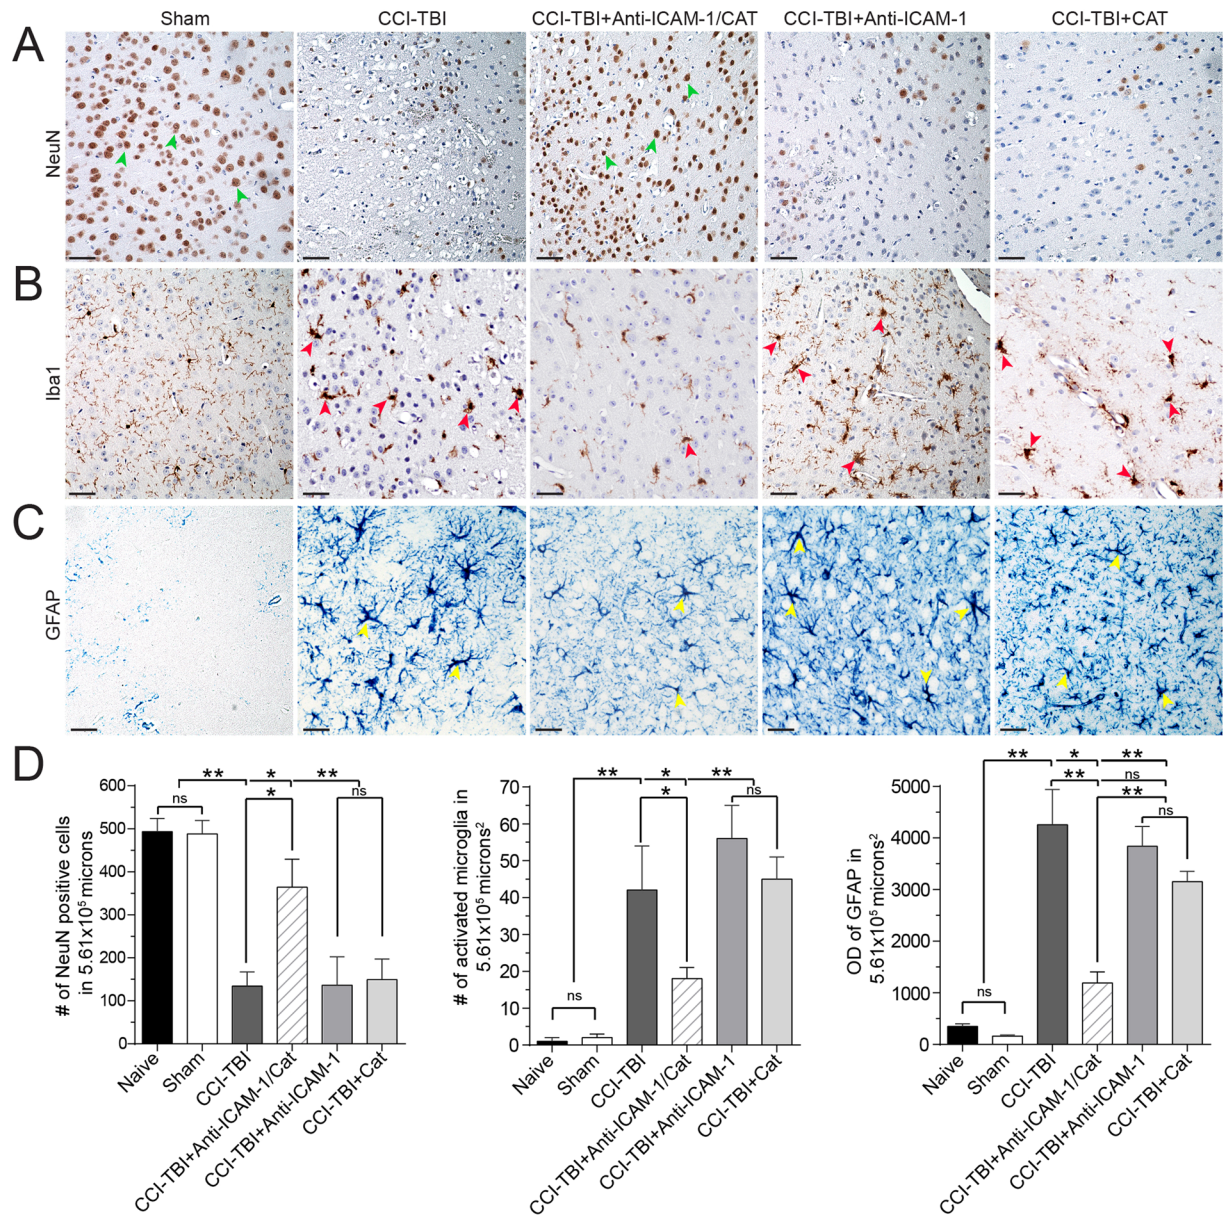 Sham
CCI-TBI
CCI-TBI+Anti-ICAM-1/CAT
CCI-TBI+Anti-ICAM-1
CCI-TBI+CAT
A
NeuN
B
Iba1
C
GFAP
D
# of NeuN positive cells
in 5.61x10⁵ microns
600
500
400
300
200
150
100
50
0
ns
**
*
**
*
ns
Naive
Sham
CCI-TBI
CCI-TBI+Anti-ICAM-1/Cat
CCI-TBI+Anti-ICAM-1
CCI-TBI+Cat
# of activated microglia in
5.61x10⁵ microns²
70
60
50
40
30
20
10
0
ns
**
*
**
*
ns
Naive
Sham
CCI-TBI
CCI-TBI+Anti-ICAM-1/Cat
CCI-TBI+Anti-ICAM-1
CCI-TBI+Cat
OD of GFAP in
5.61x10⁵ microns²
5000
4000
3000
2000
1000
0
ns
**
*
**
**
ns
**
ns
Naive
Sham
CCI-TBI
CCI-TBI+Anti-ICAM-1/Cat
CCI-TBI+Anti-ICAM-1
CCI-TBI+Cat